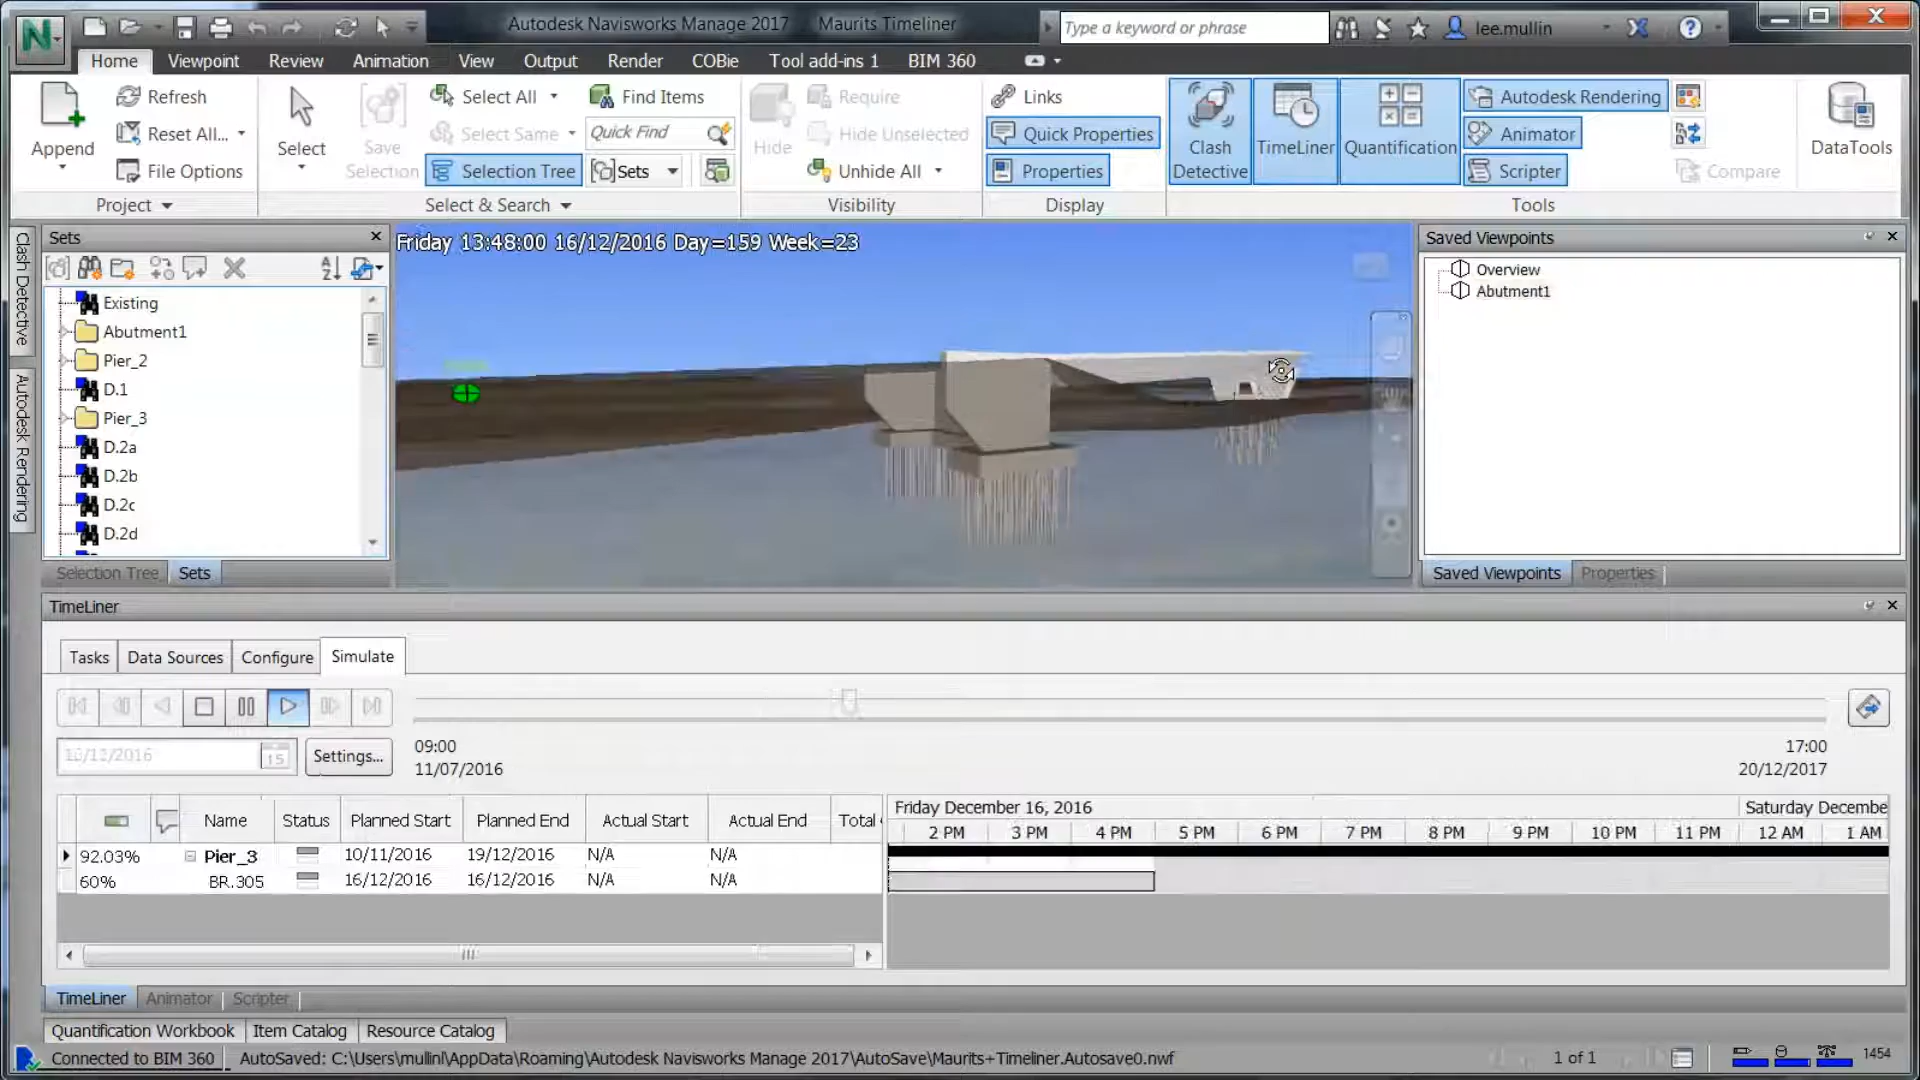 Autodesk Navisworks Manage 2017    Maurits Timeliner
Type a keyword or phrase
lee.mullin
Home Viewpoint Review Animation View Output Render COBie Tool add-ins 1 BIM 360
Append
Refresh
Reset All...
File Options
Project
Select
Save Selection
Select All
Select Same
Selection Tree
Find Items
Quick Find
Sets
Select & Search
Hide
Require
Hide Unselected
Unhide All
Visibility
Links
Quick Properties
Properties
Display
Clash Detective
TimeLiner
Quantification
Autodesk Rendering
Animator
Scripter
Compare
Tools
DataTools
Clash Detective
Autodesk Rendering
Sets
Existing
Abutment1
Pier_2
D.1
Pier_3
D.2a
D.2b
D.2c
D.2d
Selection Tree Sets
Friday 13:48:00 16/12/2016 Day=159 Week=23
Saved Viewpoints
Overview
Abutment1
Saved Viewpoints Properties
TimeLiner
Tasks Data Sources Configure Simulate
15
Settings...
09:00
11/07/2016
17:00
20/12/2017
Name Status Planned Start Planned End Actual Start Actual End Total
92.03% Pier_3 10/11/2016 19/12/2016 N/A N/A
60% BR.305 16/12/2016 16/12/2016 N/A N/A
Friday December 16, 2016 Saturday Decembe
2 PM 3 PM 4 PM 5 PM 6 PM 7 PM 8 PM 9 PM 10 PM 11 PM 12 AM 1 AM
TimeLiner Animator Scripter
Quantification Workbook Item Catalog Resource Catalog
Connected to BIM 360 AutoSaved: C:\Users\mullinl\AppData\Roaming\Autodesk Navisworks Manage 2017\AutoSave\Maurits+Timeliner.Autosave0.nwf
1 of 1
1454